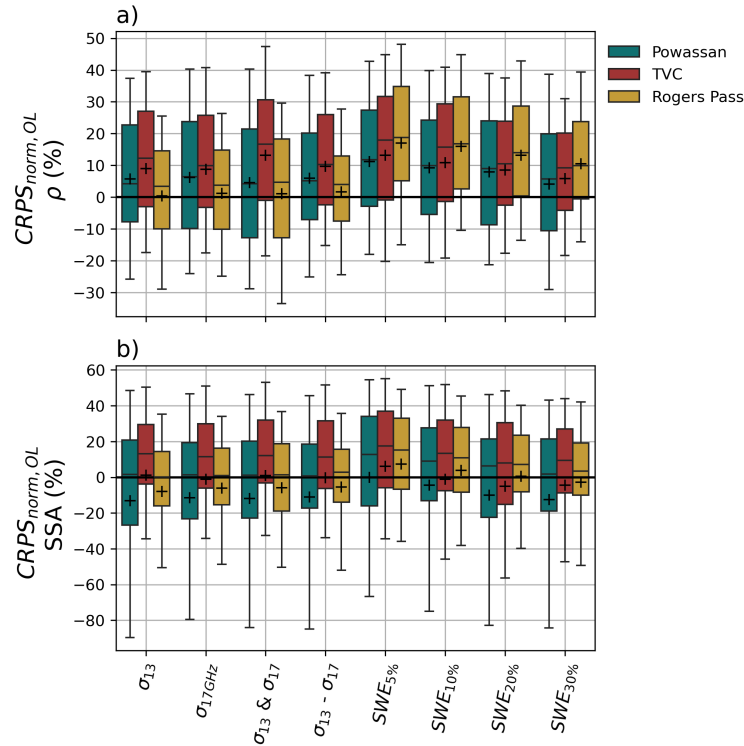 a)
50
40
30
20
10
0
−10
−20
−30
CRPS_norm,OL
ρ (%)
Powassan
TVC
Rogers Pass
b)
60
40
20
0
−20
−40
−60
−80
CRPS_norm,OL
SSA (%)
σ₁₃
σ_17GHz
σ₁₃ & σ₁₇
σ₁₃ - σ₁₇
SWE₅%
SWE₁₀%
SWE₂₀%
SWE₃₀%